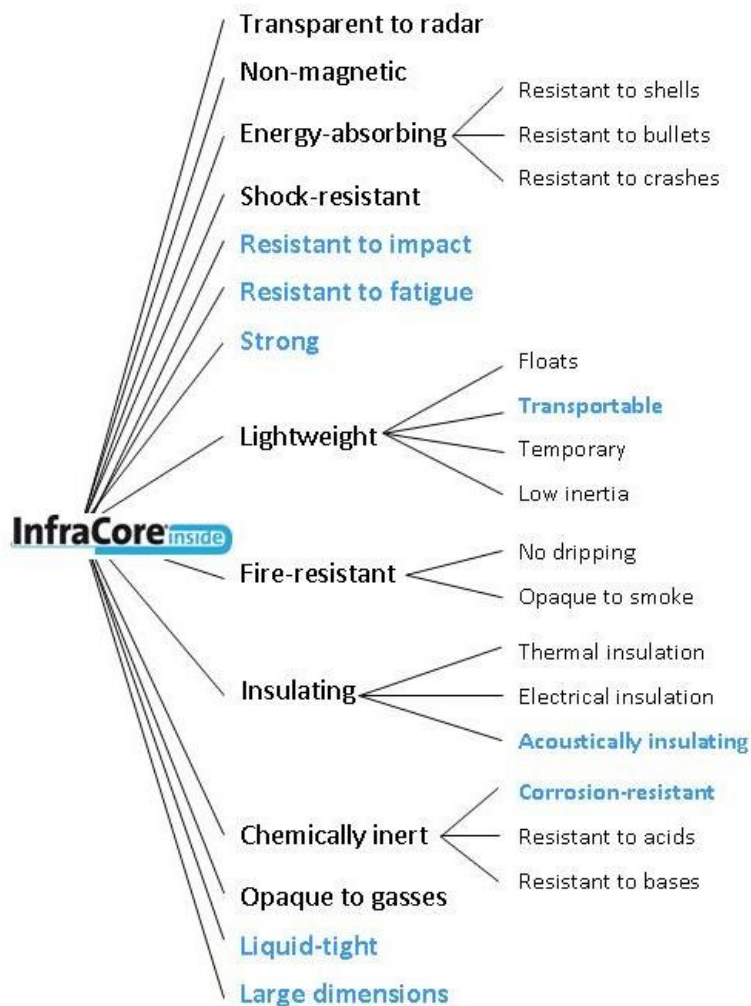 Transparent to radar
Non-magnetic
Energy-absorbing
Resistant to shells
Resistant to bullets
Resistant to crashes
Shock-resistant
Resistant to impact
Resistant to fatigue
Strong
Lightweight
Floats
Transportable
Temporary
Low inertia
InfraCore inside
Fire-resistant
No dripping
Opaque to smoke
Insulating
Thermal insulation
Electrical insulation
Acoustically insulating
Chemically inert
Corrosion-resistant
Resistant to acids
Resistant to bases
Opaque to gasses
Liquid-tight
Large dimensions